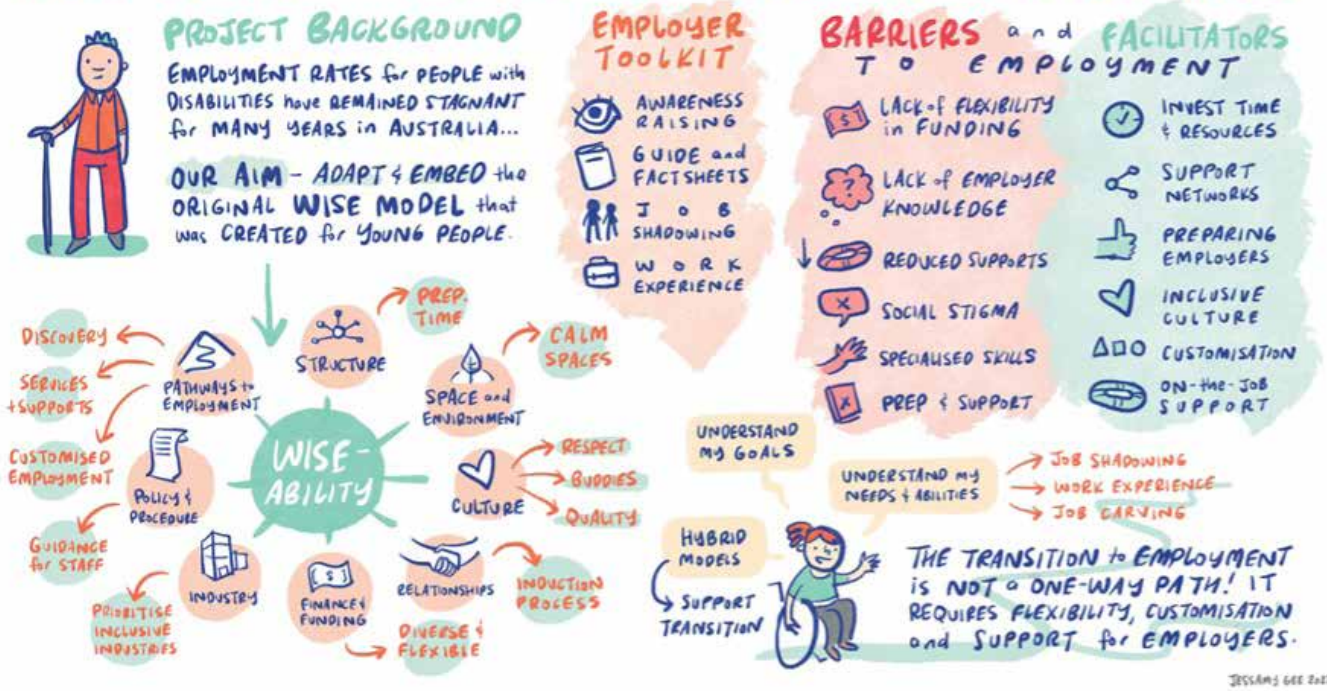 PROJECT BACKGROUND
EMPLOYMENT RATES for PEOPLE with
DISABILITIES have REMAINED STAGNANT
for MANY YEARS in AUSTRALIA...
OUR AIM - ADAPT & EMBED the
ORIGINAL WISE MODEL that
was CREATED for YOUNG PEOPLE.
EMPLOYER
TOOLKIT
AWARENESS
RAISING
GUIDE and
FACTSHEETS
JOB
SHADOWING
WORK
EXPERIENCE
BARRIERS and FACILITATORS
TO EMPLOYMENT
LACK of FLEXIBILITY
in FUNDING
LACK of EMPLOYER
KNOWLEDGE
REDUCED SUPPORTS
SOCIAL STIGMA
SPECIALISED SKILLS
PREP & SUPPORT
INVEST TIME
& RESOURCES
SUPPORT
NETWORKS
PREPARING
EMPLOYERS
INCLUSIVE
CULTURE
CUSTOMISATION
ON-the-JOB
SUPPORT
WISE-
ABILITY
STRUCTURE
PREP.
TIME
SPACE and
ENVIRONMENT
CALM
SPACES
CULTURE
RESPECT
BUDDIES
QUALITY
RELATIONSHIPS
INDUCTION
PROCESS
FINANCE &
FUNDING
DIVERSE &
FLEXIBLE
INDUSTRY
PRIORITISE
INCLUSIVE
INDUSTRIES
POLICY &
PROCEDURE
GUIDANCE
for STAFF
PATHWAYS to
EMPLOYMENT
DISCOVERY
SERVICES
+ SUPPORTS
CUSTOMISED
EMPLOYMENT
UNDERSTAND
MY GOALS
UNDERSTAND MY
NEEDS & ABILITIES
JOB SHADOWING
WORK EXPERIENCE
JOB CARVING
HYBRID
MODELS
SUPPORT
TRANSITION
THE TRANSITION to EMPLOYMENT
is NOT a ONE-WAY PATH! IT
REQUIRES FLEXIBILITY, CUSTOMISATION
and SUPPORT for EMPLOYERS.
JESSAMY GEE